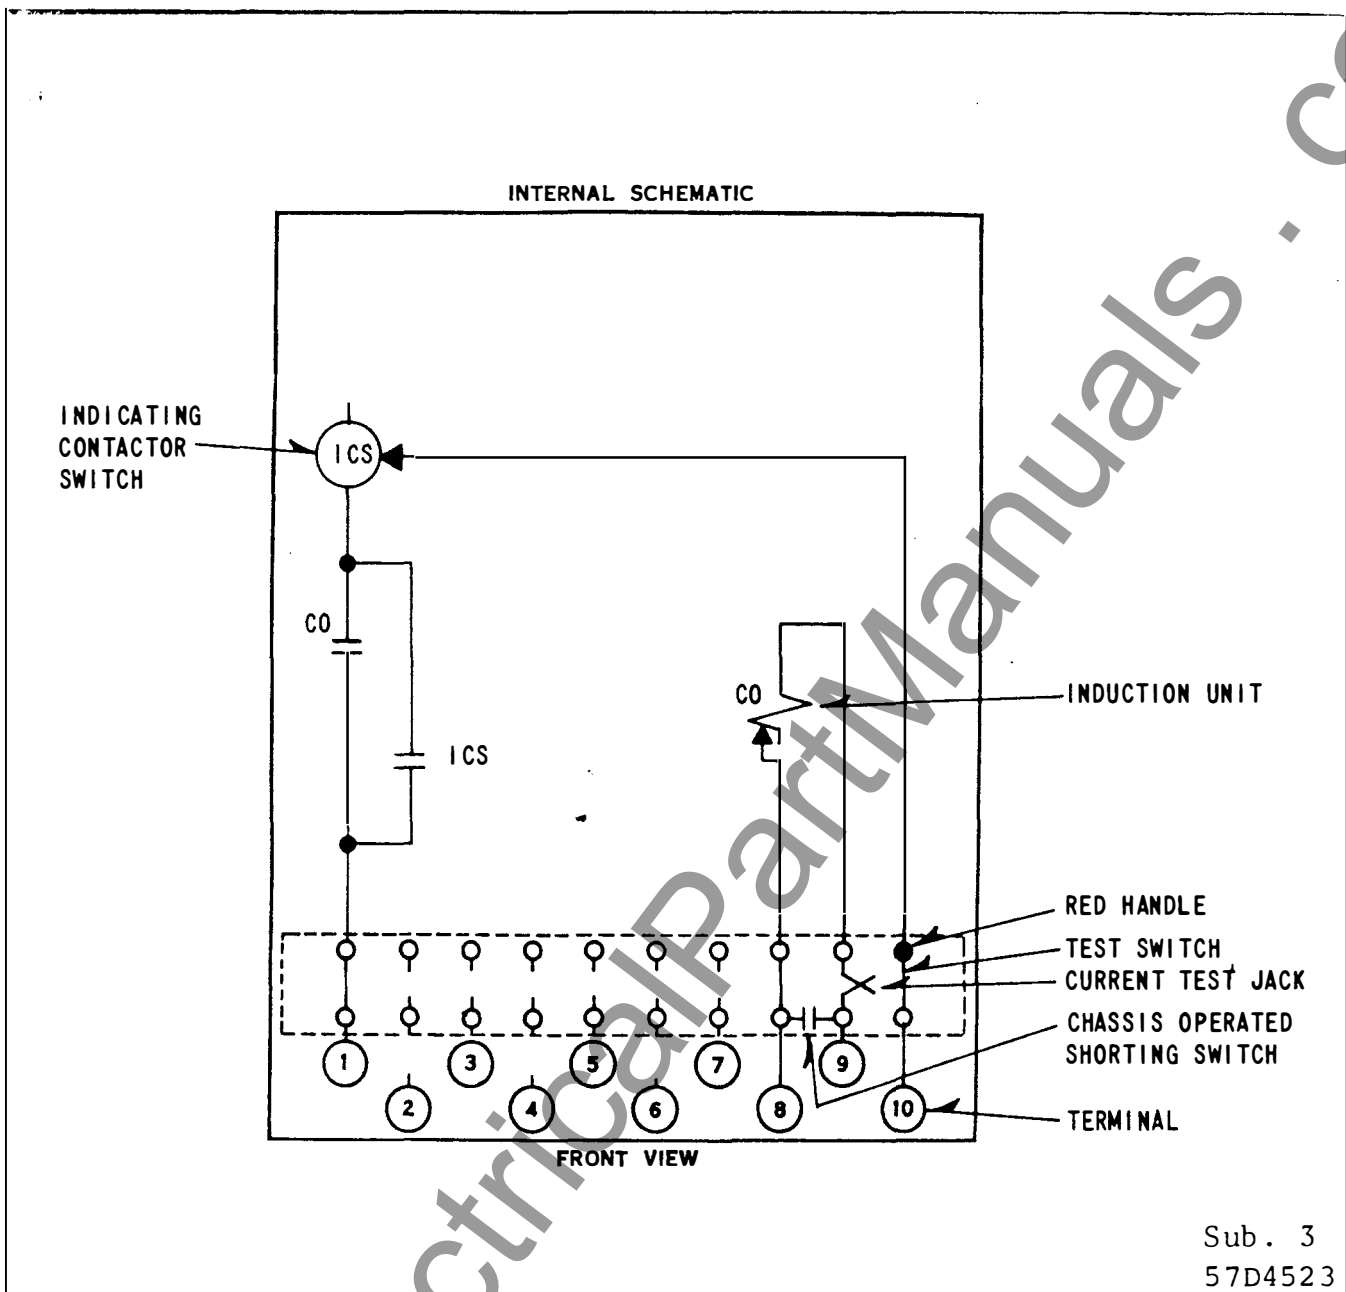 INTERNAL SCHEMATIC
INDICATING
CONTACTOR
SWITCH
ICS
CO
ICS
CO
INDUCTION UNIT
RED HANDLE
TEST SWITCH
CURRENT TEST JACK
CHASSIS OPERATED
SHORTING SWITCH
TERMINAL
1 3 5 7 9
2 4 6 8 10
FRONT VIEW
Sub. 3
57D4523
ctricalPartManuals . c